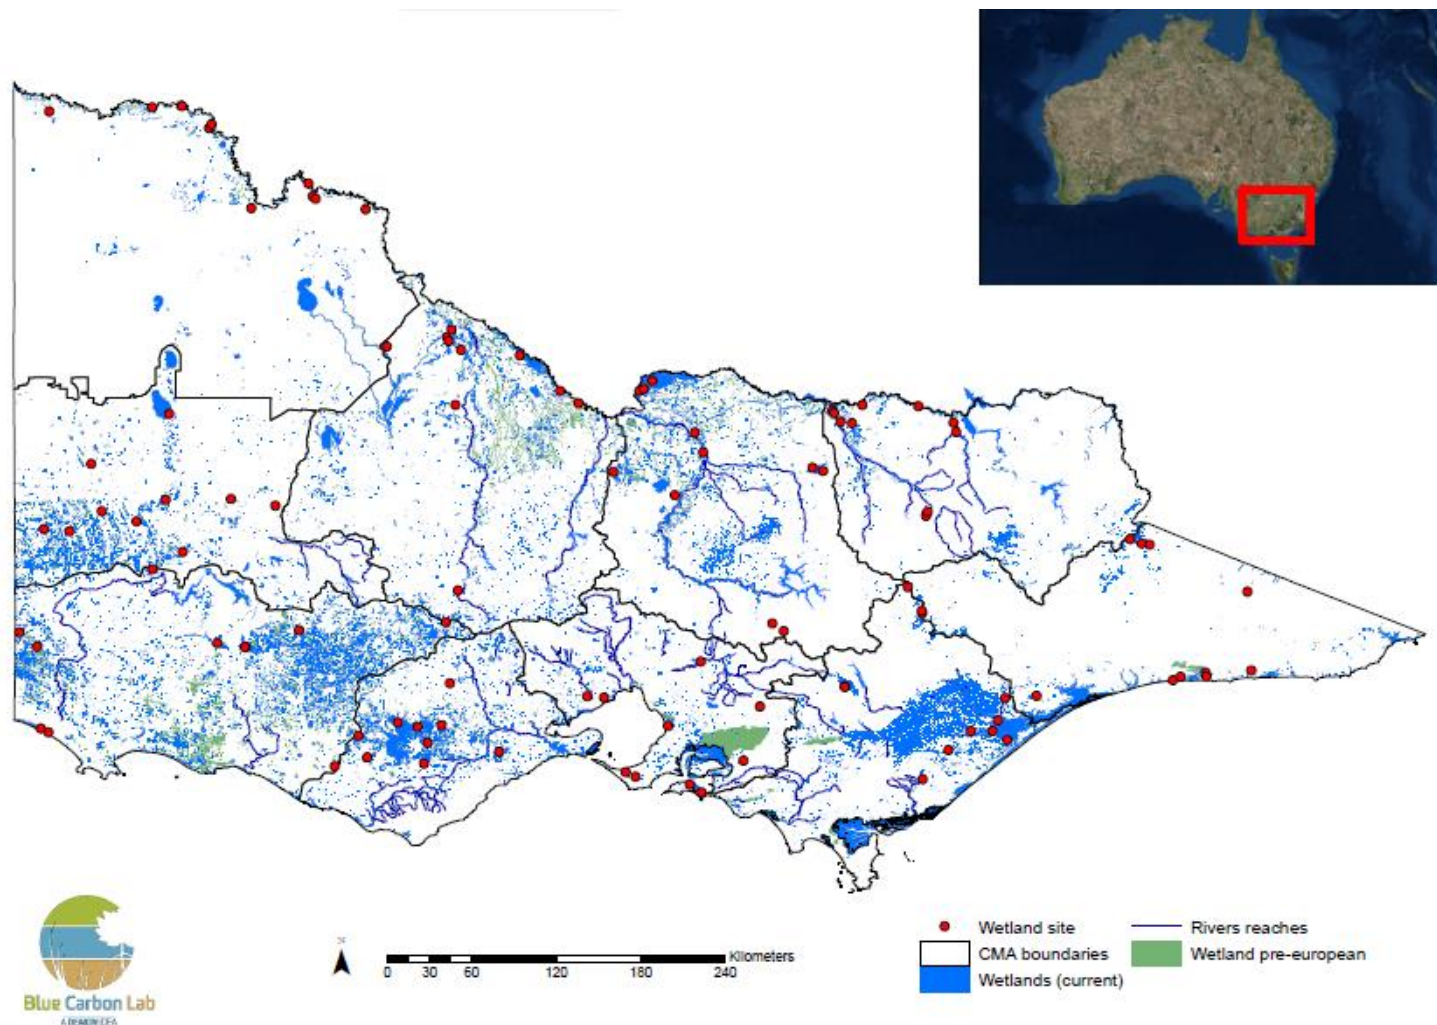 Wetland site
CMA boundaries
Wetlands (current)
Rivers reaches
Wetland pre-european
Kilometers
0 30 60 120 180 240
Blue Carbon Lab